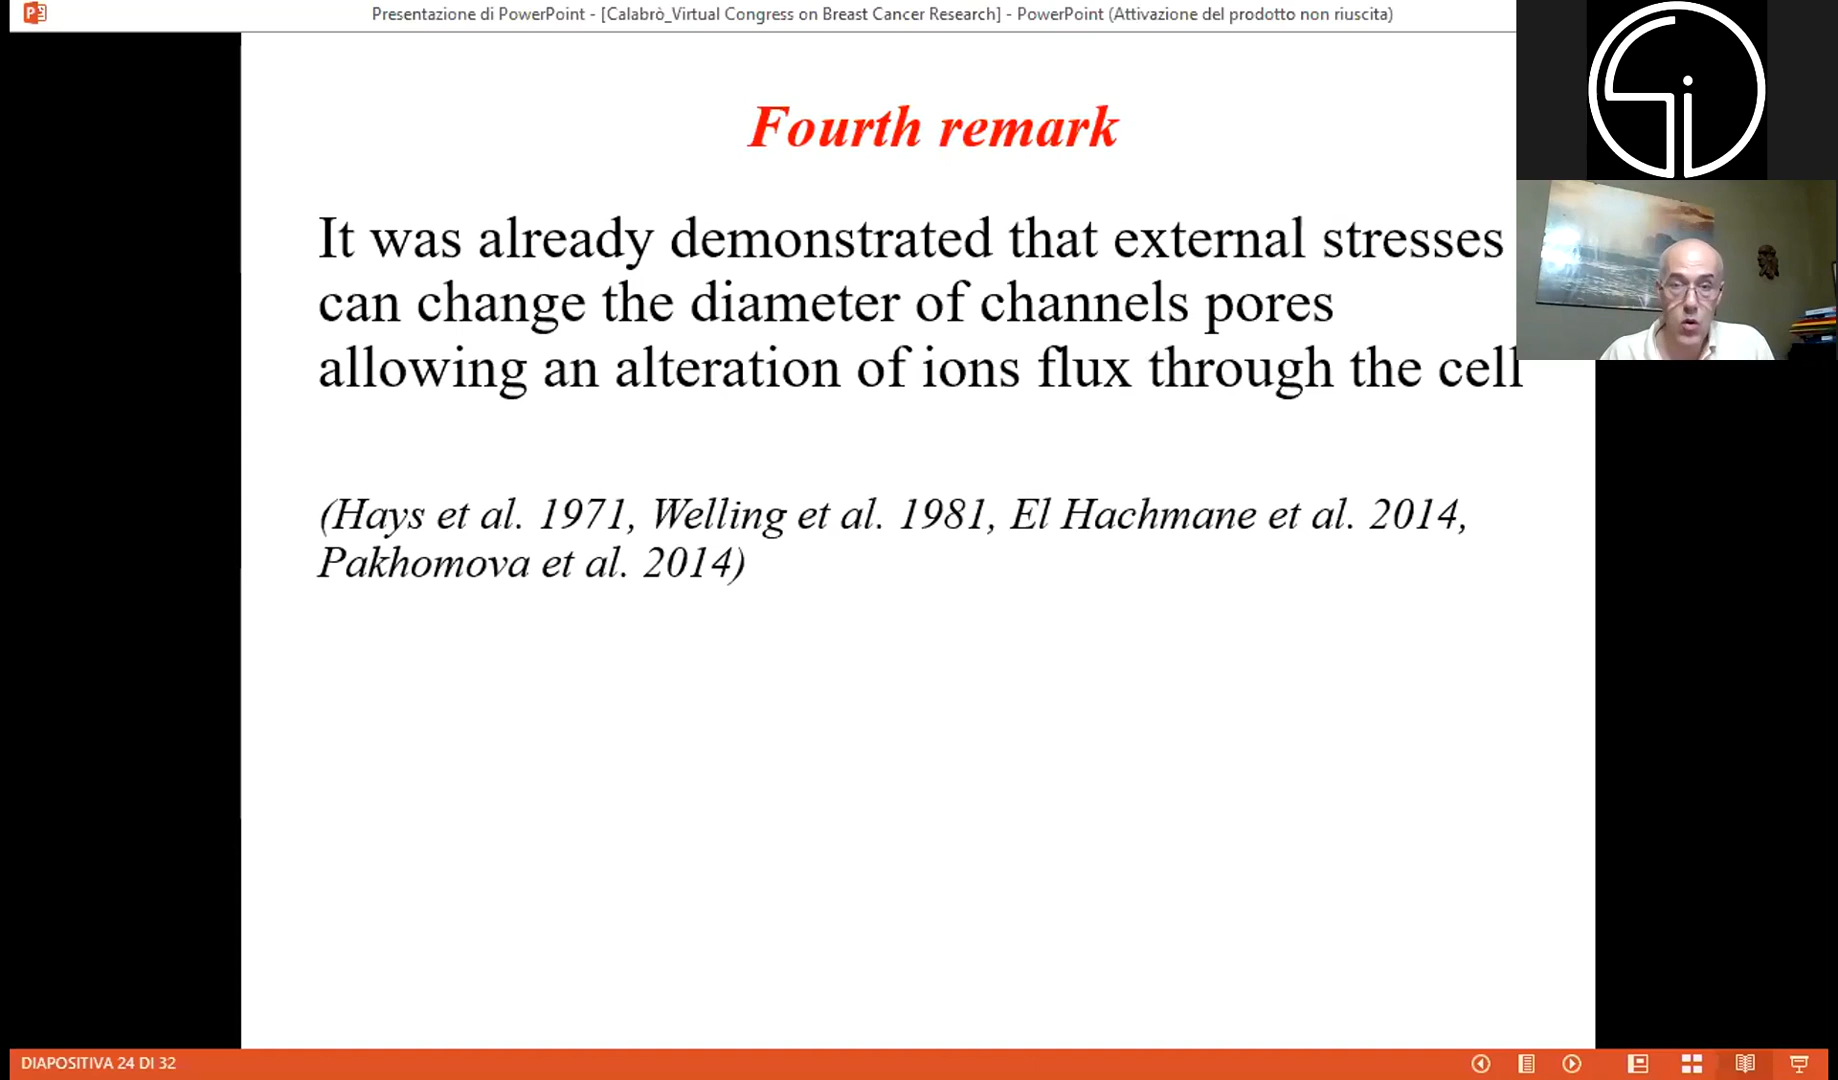 Presentazione di PowerPoint - [Calabrò_Virtual Congress on Breast Cancer Research] - PowerPoint (Attivazione del prodotto non riuscita)
Fourth remark
It was already demonstrated that external stresses
can change the diameter of channels pores
allowing an alteration of ions flux through the cell
(Hays et al. 1971, Welling et al. 1981, El Hachmane et al. 2014,
Pakhomova et al. 2014)
DIAPOSITIVA 24 DI 32